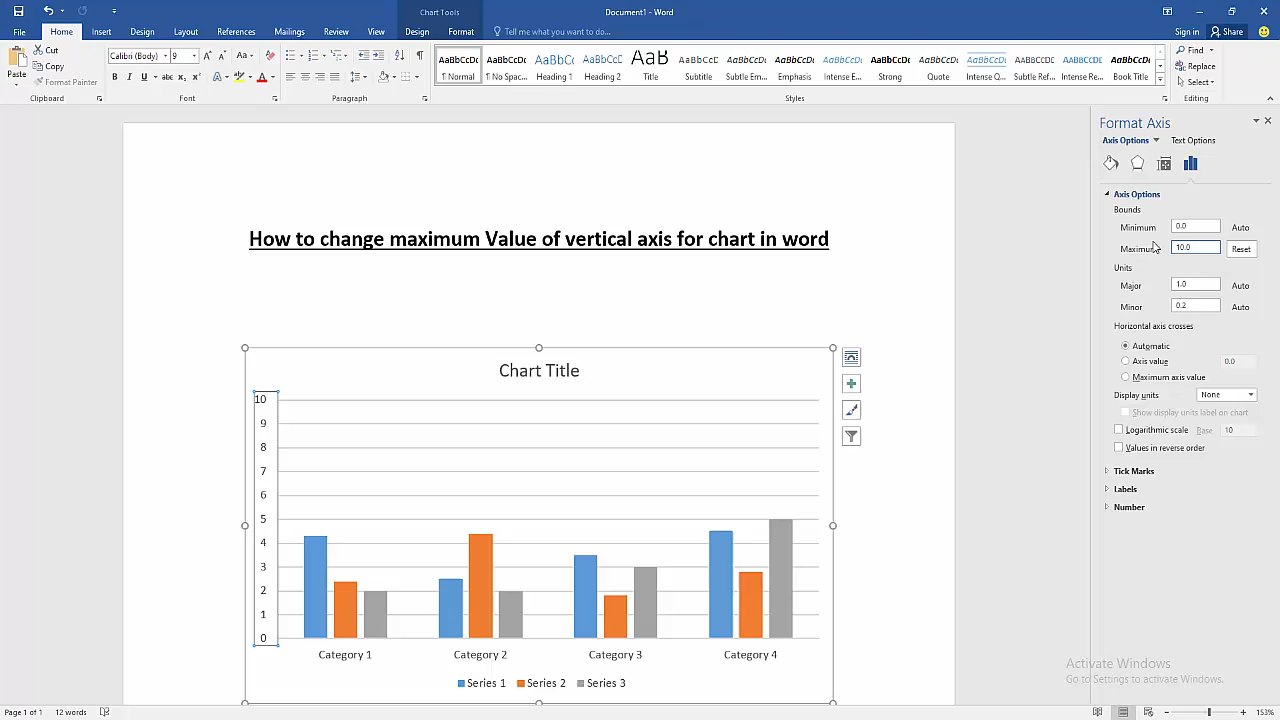 Chart Tools
Document1 - Word
File Home Insert Design Layout References Mailings Review View Design Format Tell me what you want to do... Sign in Share
Paste
Cut
Copy
Format Painter
Clipboard
Calibri (Body) 9
Font
Paragraph
AaBbCcDc AaBbCcDc AaBbC( AaBbCcC AaB AaBbCcD AaBbCcDc AaBbCcDc AaBbCcDc AaBbCcDc AaBbCcDc AaBbCcDc AABBCCDC AABBCCDC AaBbCcDc
¶ Normal ¶ No Spac... Heading 1 Heading 2 Title Subtitle Subtle Em... Emphasis Intense E... Strong Quote Intense Q... Subtle Ref... Intense Re... Book Title
Styles
Find
Replace
Select
Editing
How to change maximum Value of vertical axis for chart in word
Chart Title
10
9
8
7
6
5
4
3
2
1
0
Category 1 Category 2 Category 3 Category 4
Series 1 Series 2 Series 3
Format Axis
Axis Options Text Options
Axis Options
Bounds
Minimum 0.0 Auto
Maximum 10.0 Reset
Units
Major 1.0 Auto
Minor 0.2 Auto
Horizontal axis crosses
Automatic
Axis value 0.0
Maximum axis value
Display units None
Show display units label on chart
Logarithmic scale Base 10
Values in reverse order
Tick Marks
Labels
Number
Activate Windows
Go to Settings to activate Windows.
Page 1 of 1 12 words 153%